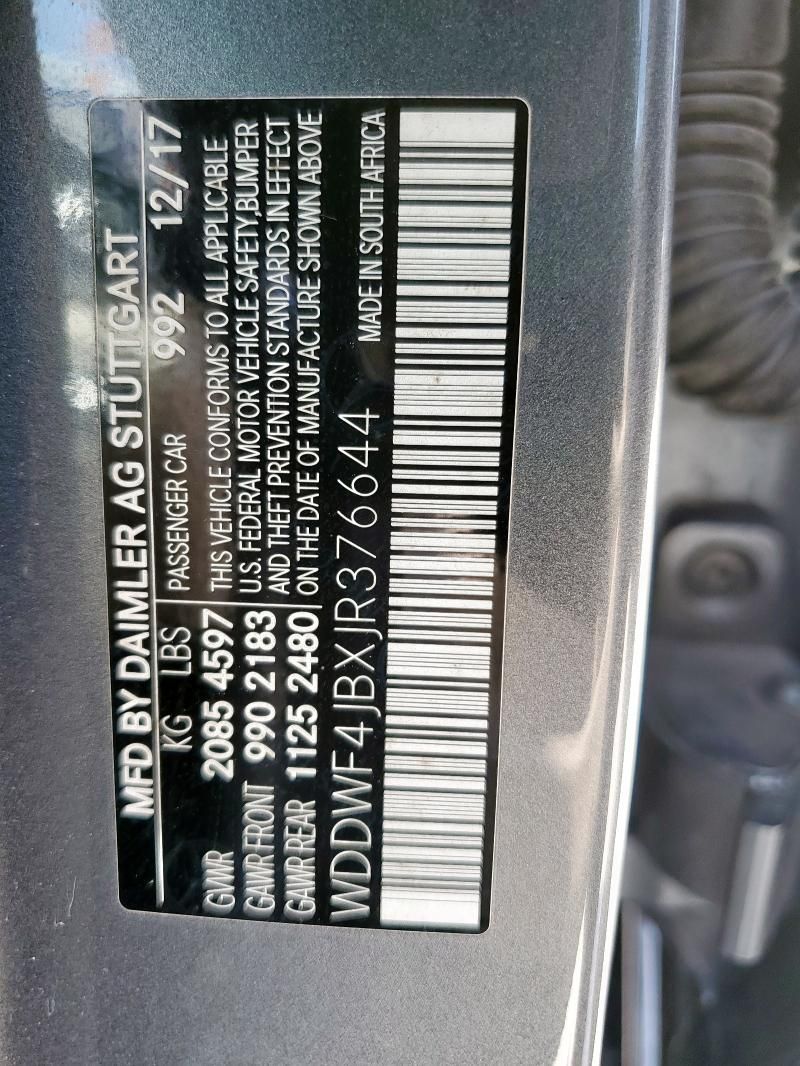 MFD BY DAIMLER AG STUTTGART
KG LBS PASSENGER CAR 992 12/17
GVWR 2085 4597 THIS VEHICLE CONFORMS TO ALL APPLICABLE
GAWR FRONT 990 2183 U.S. FEDERAL MOTOR VEHICLE SAFETY,BUMPER
GAWR REAR 1125 2480 AND THEFT PREVENTION STANDARDS IN EFFECT
ON THE DATE OF MANUFACTURE SHOWN ABOVE
WDDWF4JBXJR376644 MADE IN SOUTH AFRICA